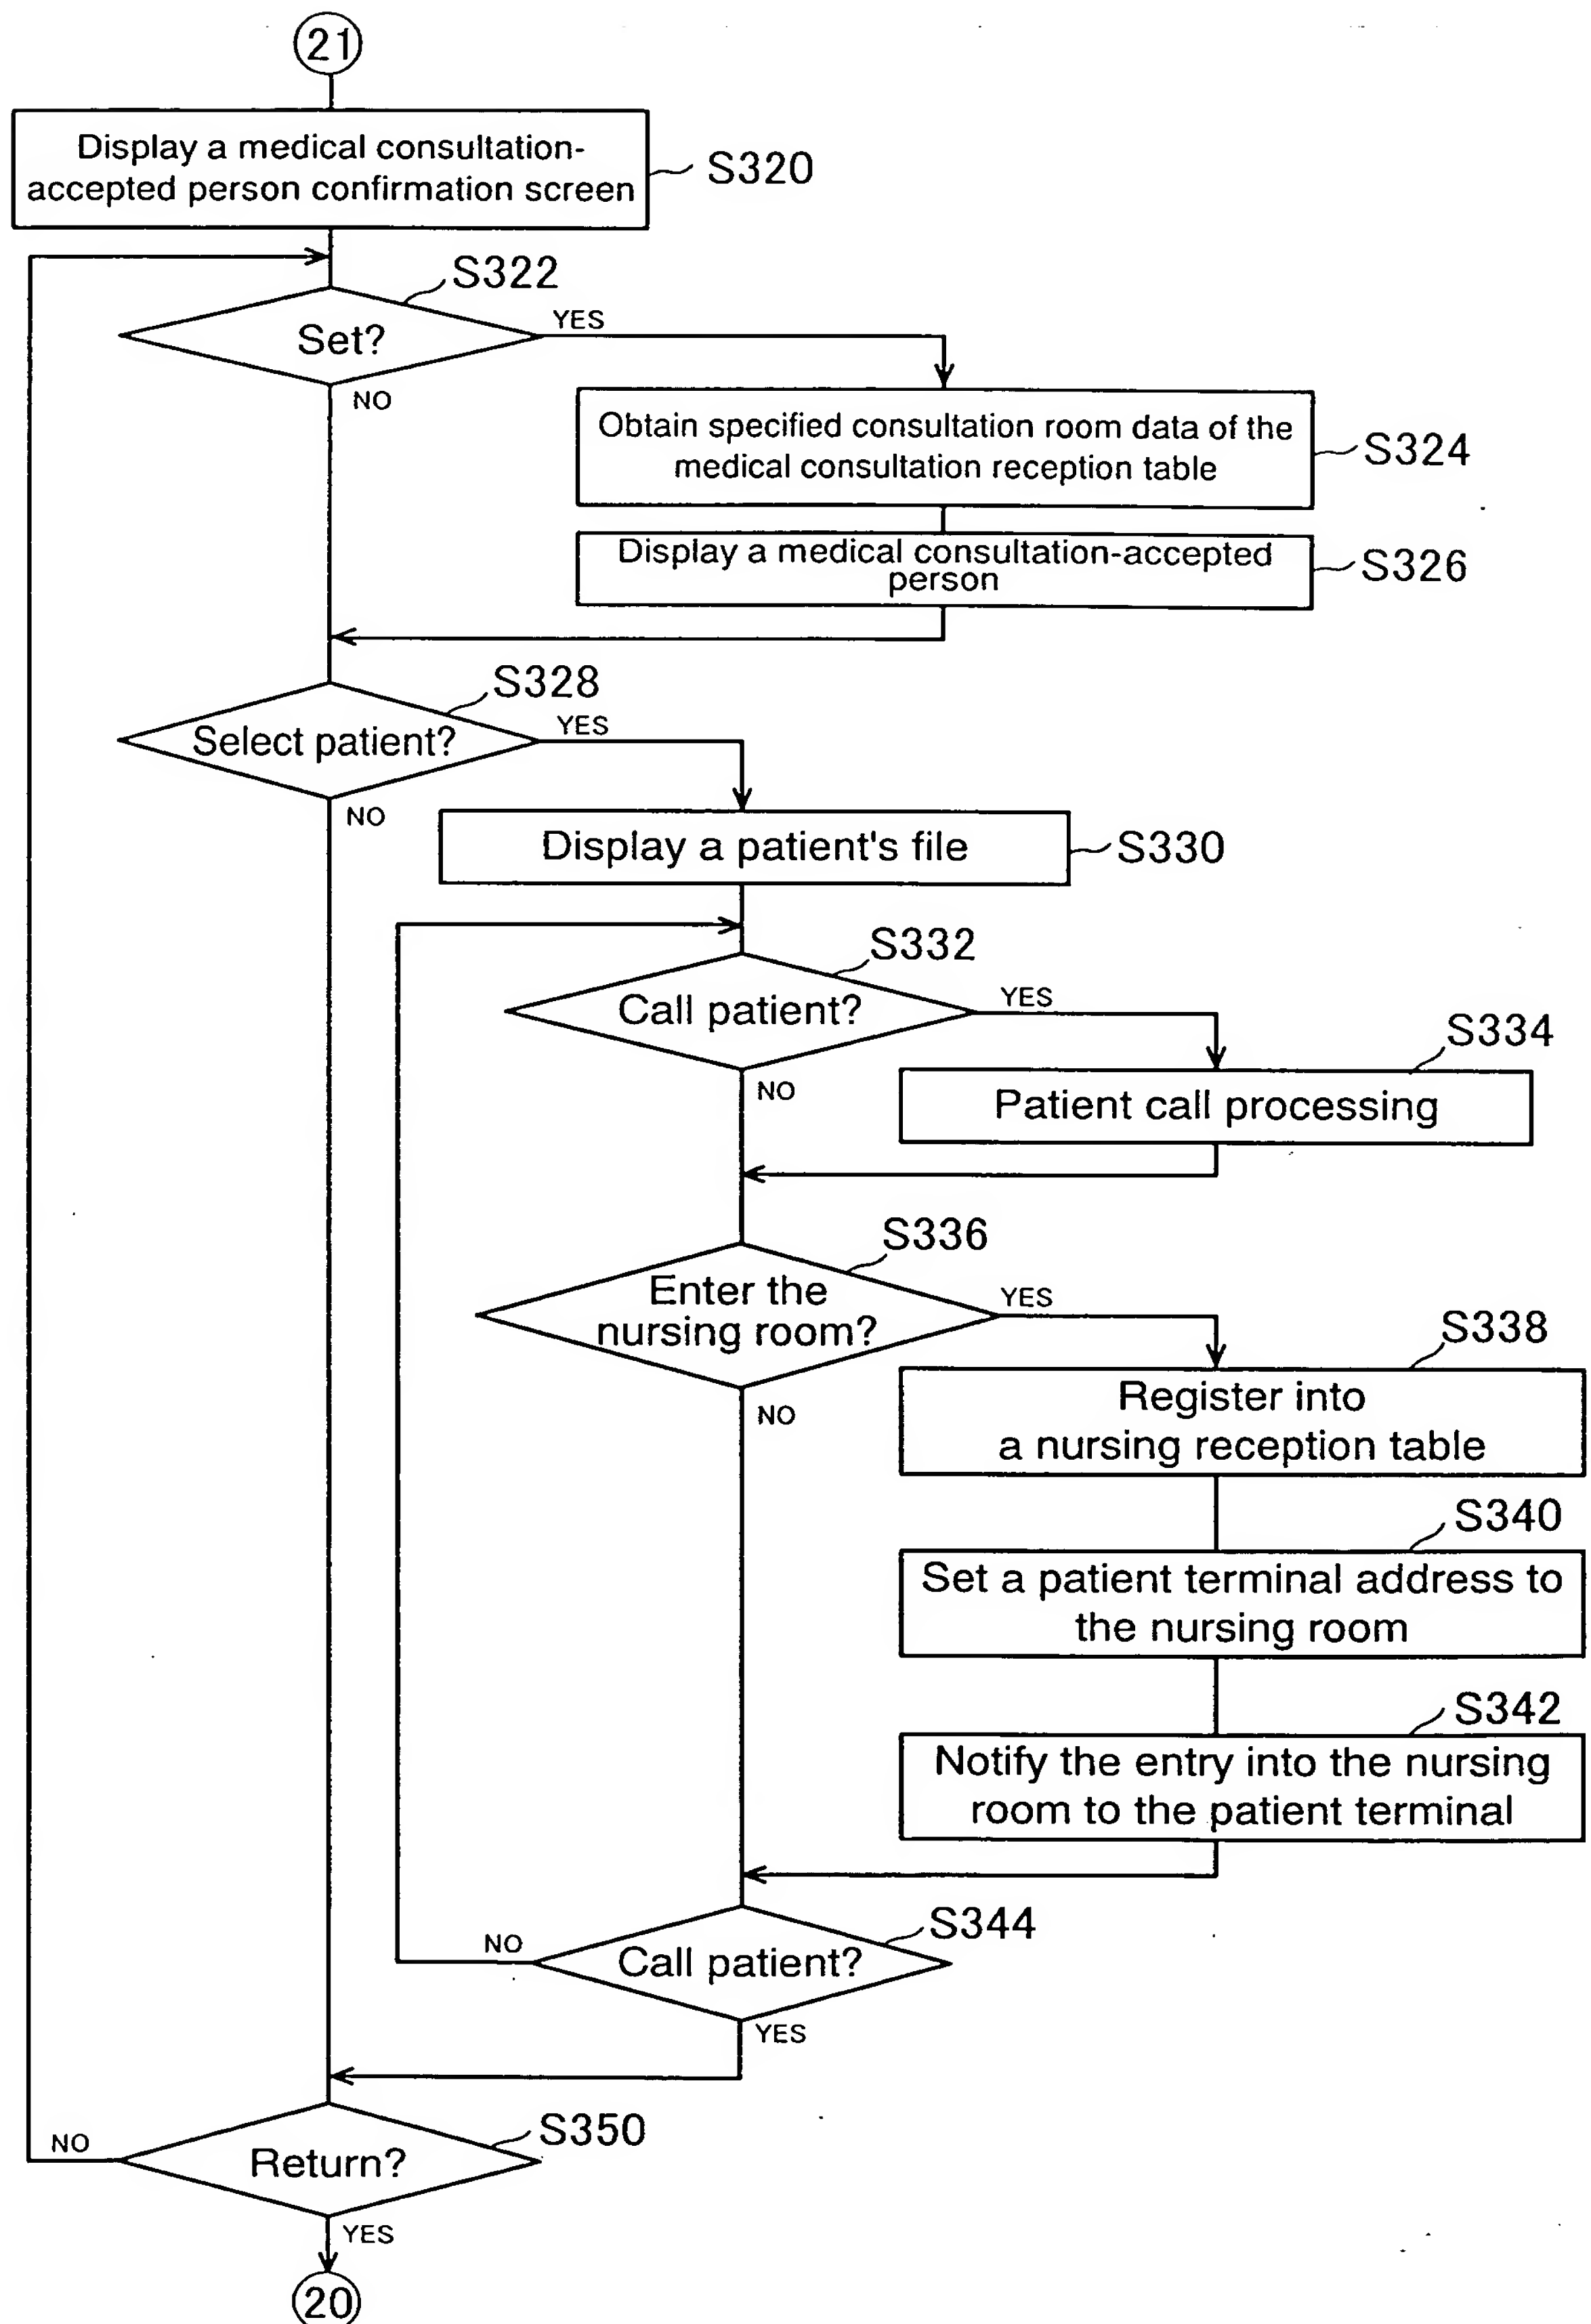 21
Display a medical consultation-
accepted person confirmation screen
S320
S322
Set?
YES
NO
Obtain specified consultation room data of the
medical consultation reception table
S324
Display a medical consultation-accepted
person
S326
S328
Select patient?
YES
NO
Display a patient's file
S330
S332
Call patient?
YES
NO
S334
Patient call processing
S336
Enter the
nursing room?
YES
NO
S338
Register into
a nursing reception table
S340
Set a patient terminal address to
the nursing room
S342
Notify the entry into the nursing
room to the patient terminal
S344
Call patient?
NO
YES
S350
Return?
NO
YES
20